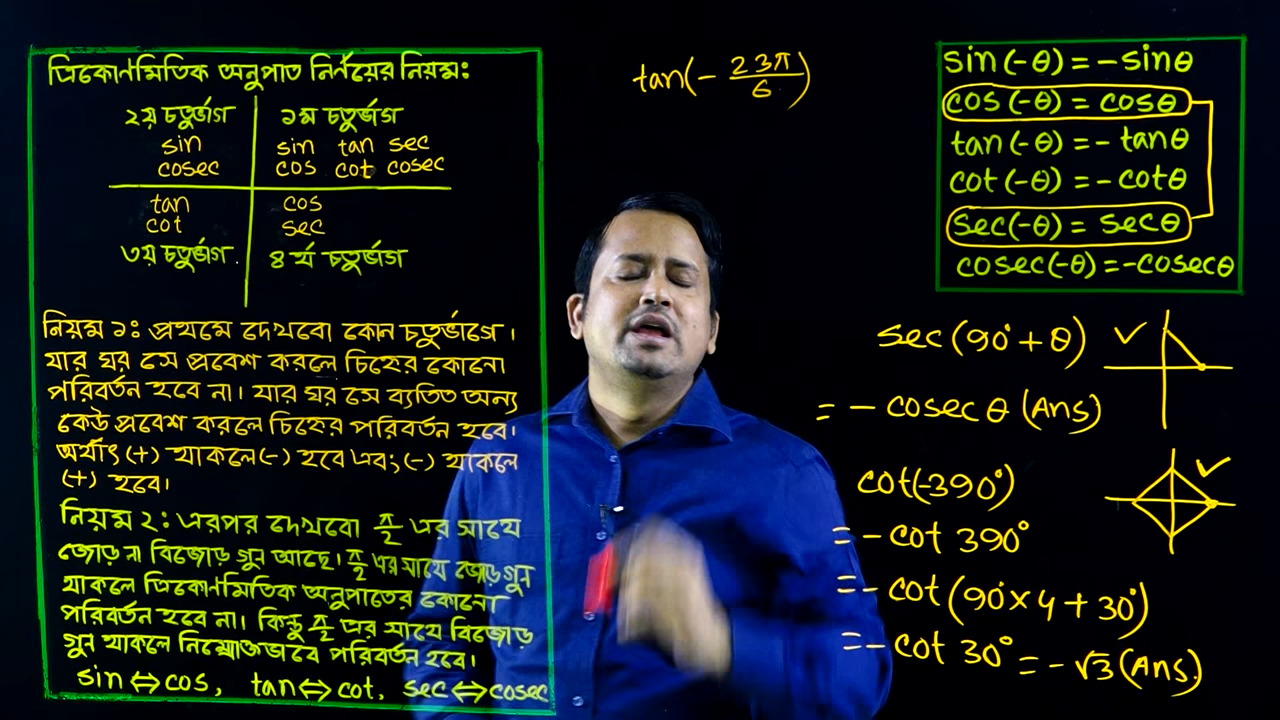 ত্রিকোণমিতিক অনুপাত নির্ণয়ের নিয়ম:
২য় চতুর্ভাগ
sin
cosec
১ম চতুর্ভাগ
sin tan sec
cos cot cosec
tan
cot
৩য় চতুর্ভাগ.
cos
sec
৪র্থ চতুর্ভাগ
নিয়ম ১: প্রথমে দেখবো কোন চতুর্ভাগে।
যার ঘর সে প্রবেশ করলে চিহ্নের কোনো
পরিবর্তন হবে না। যার ঘর সে ব্যতিত অন্য
কেউ প্রবেশ করলে চিহ্নের পরিবর্তন হবে।
অর্থাৎ (+) থাকলে (-) হবে এবং (-) থাকলে
(+) হবে।
নিয়ম ২: এরপর দেখবো π/2 এর সাথে
জোড় না বিজোড় গুন আছে। π/2 এর সাথে জোড় গুন
থাকলে ত্রিকোণমিতিক অনুপাতের কোনো
পরিবর্তন হবে না। কিন্তু π/2 এর সাথে বিজোড়
গুন থাকলে নিম্নোক্তভাবে পরিবর্তন হবে।
sin⇔cos, tan⇔cot, sec⇔cosec
tan(- 23π/6)
sin(-θ) = -sinθ
cos(-θ) = cosθ
tan(-θ) = -tanθ
cot(-θ) = -cotθ
sec(-θ) = secθ
cosec(-θ) = -cosecθ
sec(90° + θ) ✓
= - cosec θ (Ans)
cot(-390°) ✓
= - cot 390°
= - cot (90° × 4 + 30°)
= - cot 30° = - √3 (Ans)